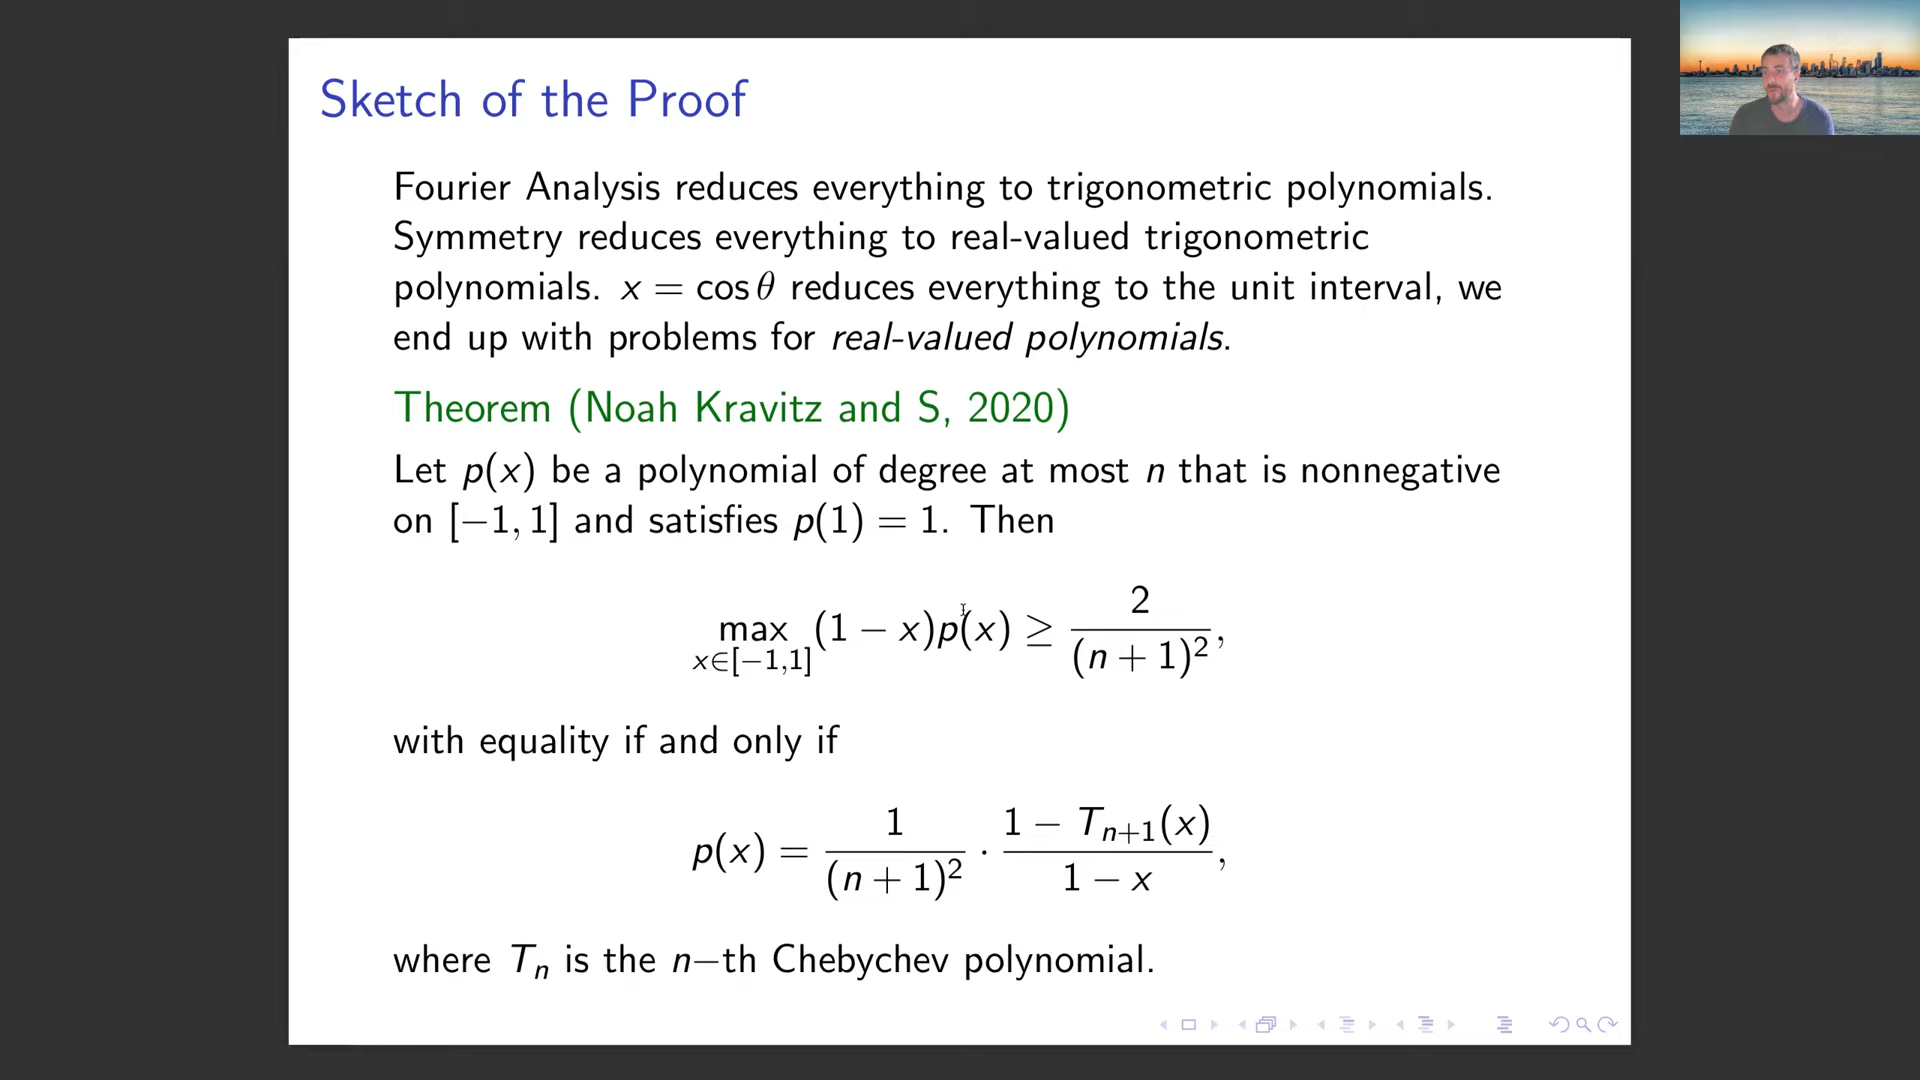 Sketch of the Proof
Fourier Analysis reduces everything to trigonometric polynomials.
Symmetry reduces everything to real-valued trigonometric
polynomials. x = cos θ reduces everything to the unit interval, we
end up with problems for real-valued polynomials.
Theorem (Noah Kravitz and S, 2020)
Let p(x) be a polynomial of degree at most n that is nonnegative
on [−1, 1] and satisfies p(1) = 1. Then
max_{x∈[−1,1]} (1 − x)p(x) ≥ 2/(n + 1)²,
with equality if and only if
p(x) = 1/(n + 1)² · (1 − T_{n+1}(x))/(1 − x),
where T_n is the n−th Chebychev polynomial.